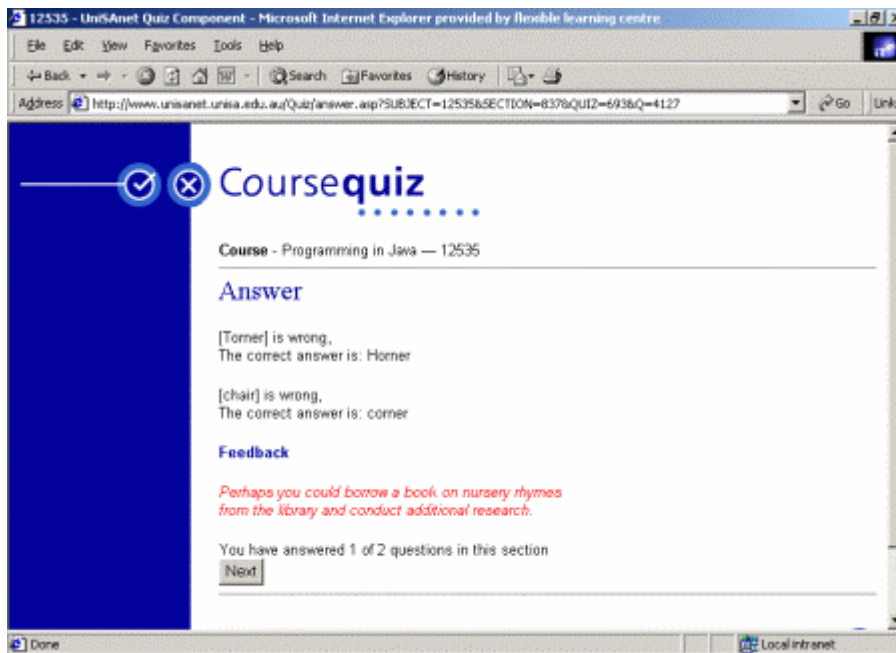 12535 - UniSAnet Quiz Component - Microsoft Internet Explorer provided by flexible learning centre
File Edit View Favorites Tools Help
Back Search Favorites History
Address http://www.unisanet.unisa.edu.au/Quiz/answer.asp?SUBJECT=12535&SECTION=837&QUIZ=693&Q=4127 Go Links
Coursequiz
Course - Programming in Java — 12535
Answer
[Torner] is wrong,
The correct answer is: Horner
[chair] is wrong,
The correct answer is: corner
Feedback
Perhaps you could borrow a book on nursery rhymes
from the library and conduct additional research.
You have answered 1 of 2 questions in this section
Next
Done Local intranet